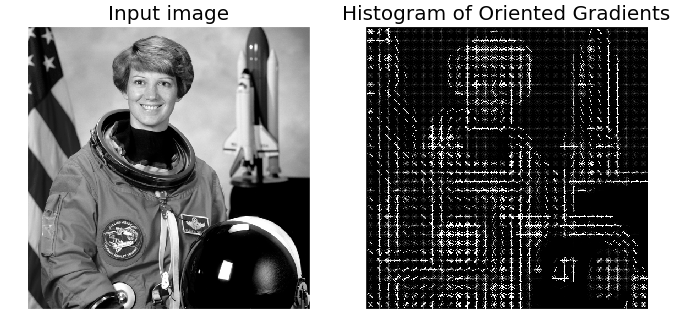 Input image
Histogram of Oriented Gradients